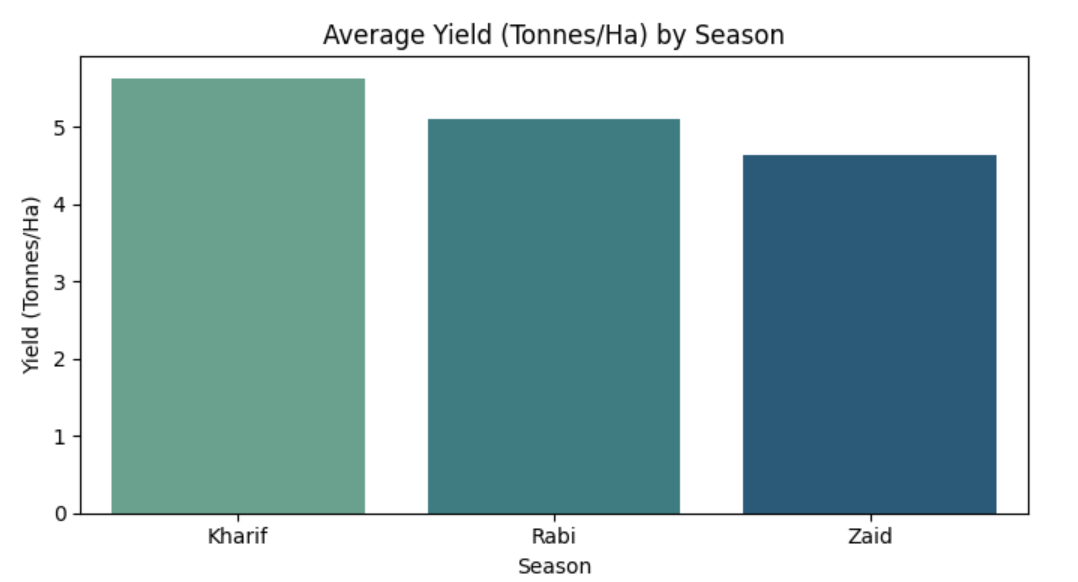 Average Yield (Tonnes/Ha) by Season
Yield (Tonnes/Ha)
5
4
3
2
1
0
Kharif Rabi Zaid
Season